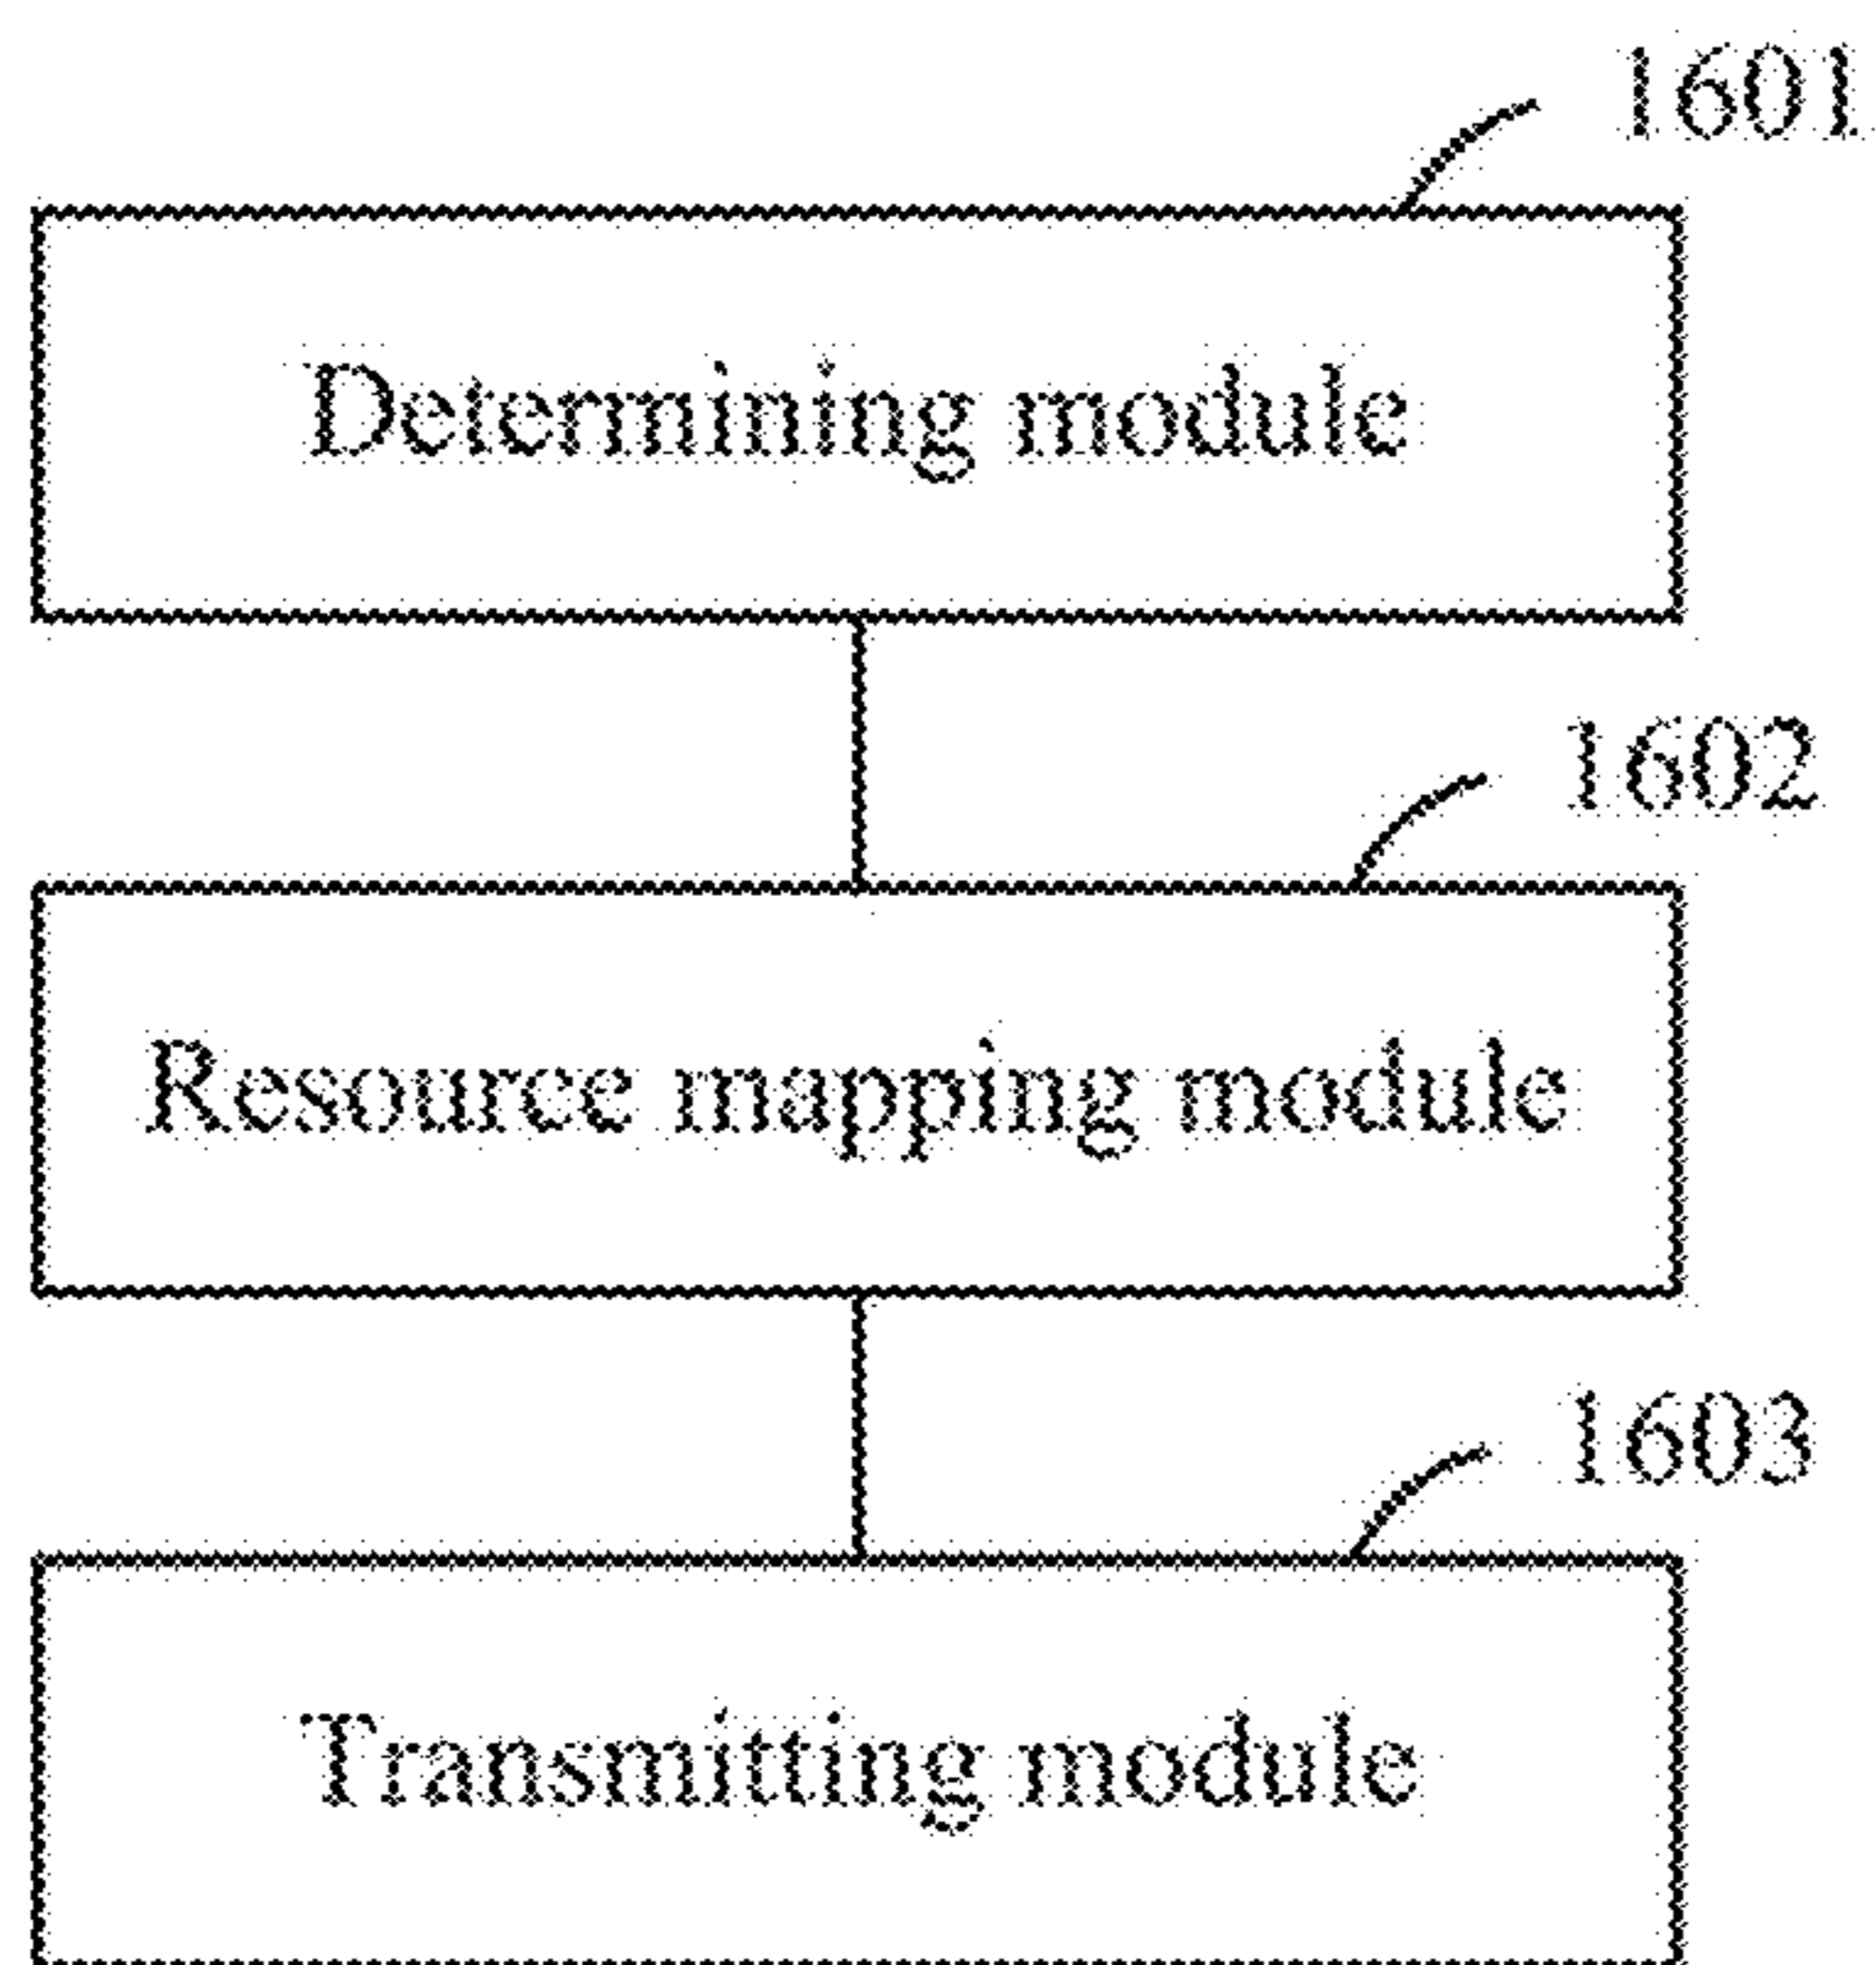 1601
Determining module
1602
Resource mapping module
1603
Transmitting module